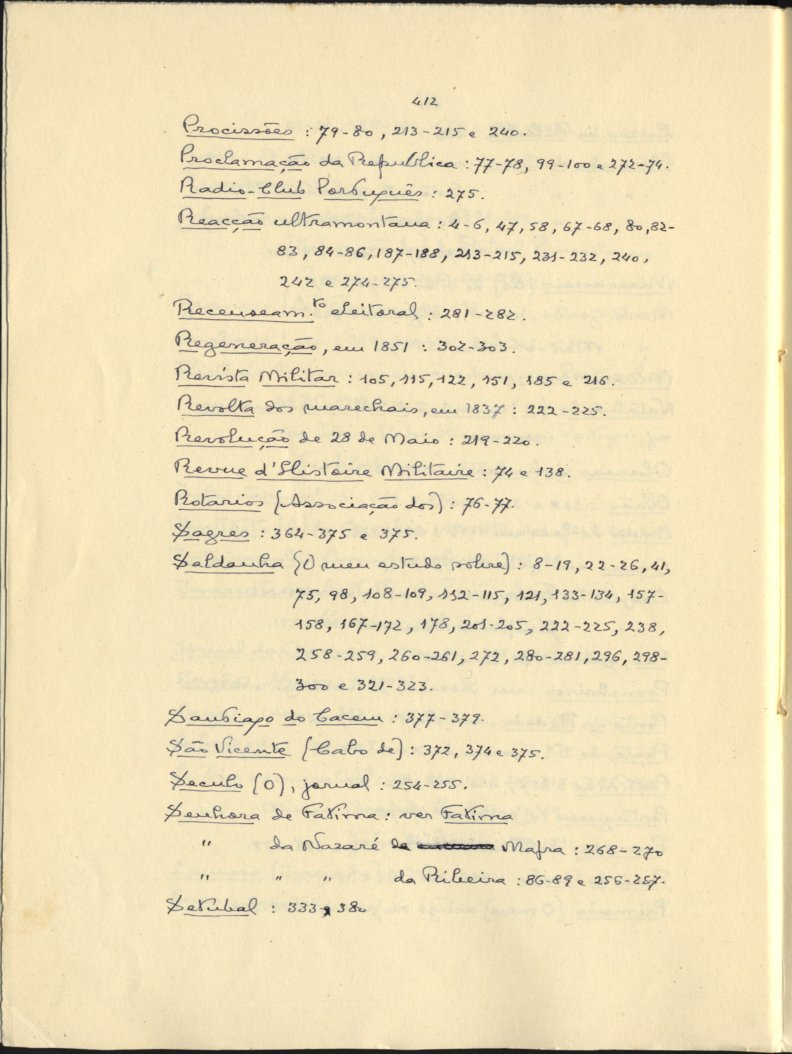 412
Procissões : 79-80, 213-215 e 240.
Proclamação da Republica : 77-78, 99-100 e 272-74.
Radio-Club Português : 275.
Reacção ultramontana : 4-6, 47, 58, 67-68, 80, 82-
83, 84-86, 187-188, 213-215, 231-232, 240,
242 e 274-275.
Recenseam.to eleitoral : 281-282.
Regeneração, em 1851 : 302-303.
Revista Militar : 105, 115, 122, 151, 185 e 216.
Revolta dos marechais, em 1837 : 222-225.
Revolução de 28 de Maio : 219-220.
Revue d'Histoire Militaire : 74 e 138.
Rotarios (Associação dos) : 76-77.
Sagres : 364-375 e 375.
Saldanha (O meu estudo sobre) : 8-19, 22-26, 41,
75, 98, 108-109, 112-115, 121, 133-134, 157-
158, 167-172, 178, 201-205, 222-225, 238,
258-259, 260-261, 272, 280-281, 296, 298-
300 e 321-323.
Santiago do Cacem : 377-379.
São Vicente (Cabo de) : 372, 374 e 375.
Seculo (O), jornal : 254-255.
Senhora de Fatima : ver Fatima
" da Nazaré de Mafra : 268-270
" " " da Ribeira : 86-89 e 256-257.
Setubal : 333 380